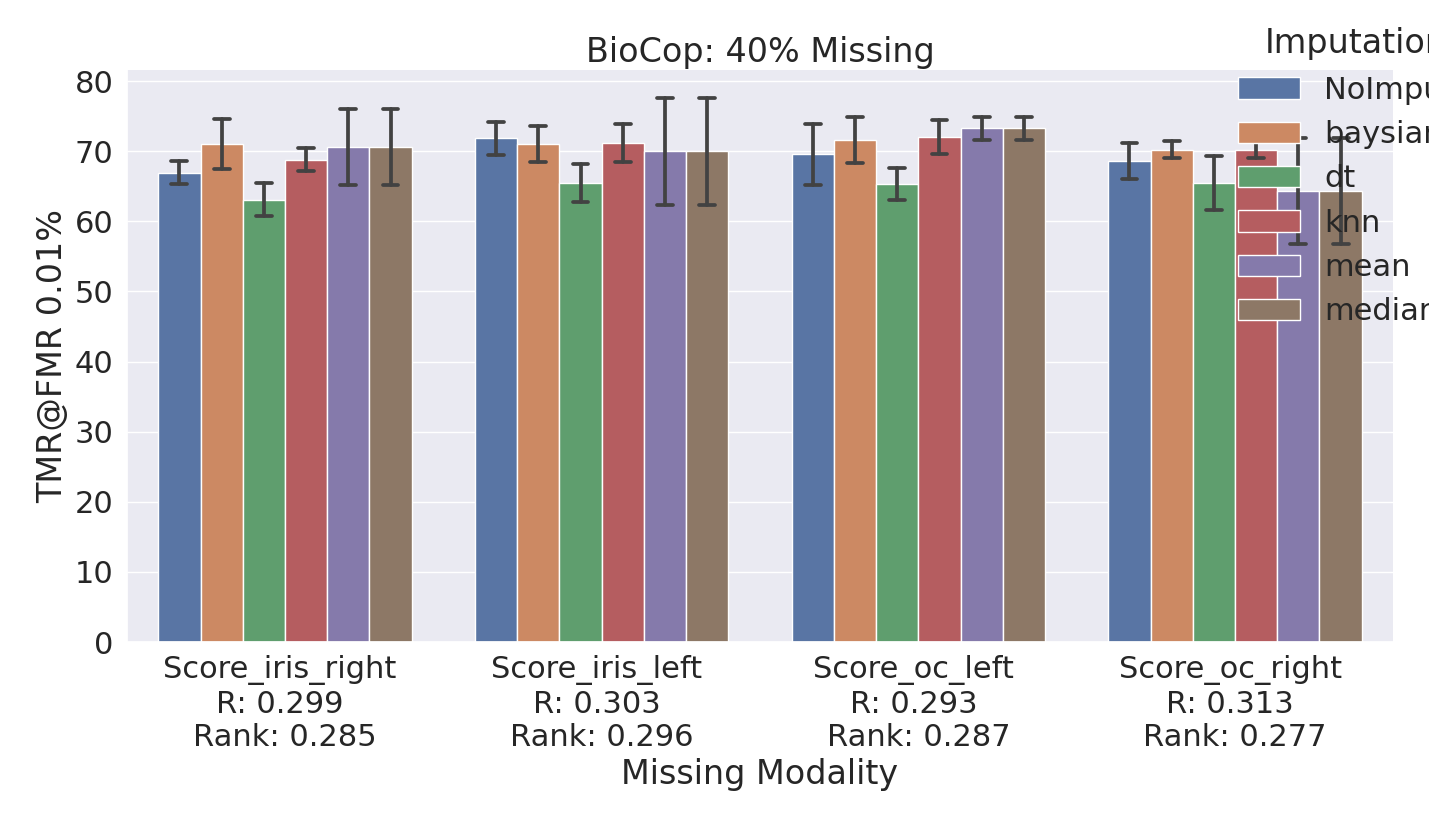 BioCop: 40% Missing
Imputation
NoImpu
baysian
dt
knn
mean
median
TMR@FMR 0.01%
80
70
60
50
40
30
20
10
0
Score_iris_right
R: 0.299
Rank: 0.285
Score_iris_left
R: 0.303
Rank: 0.296
Score_oc_left
R: 0.293
Rank: 0.287
Score_oc_right
R: 0.313
Rank: 0.277
Missing Modality